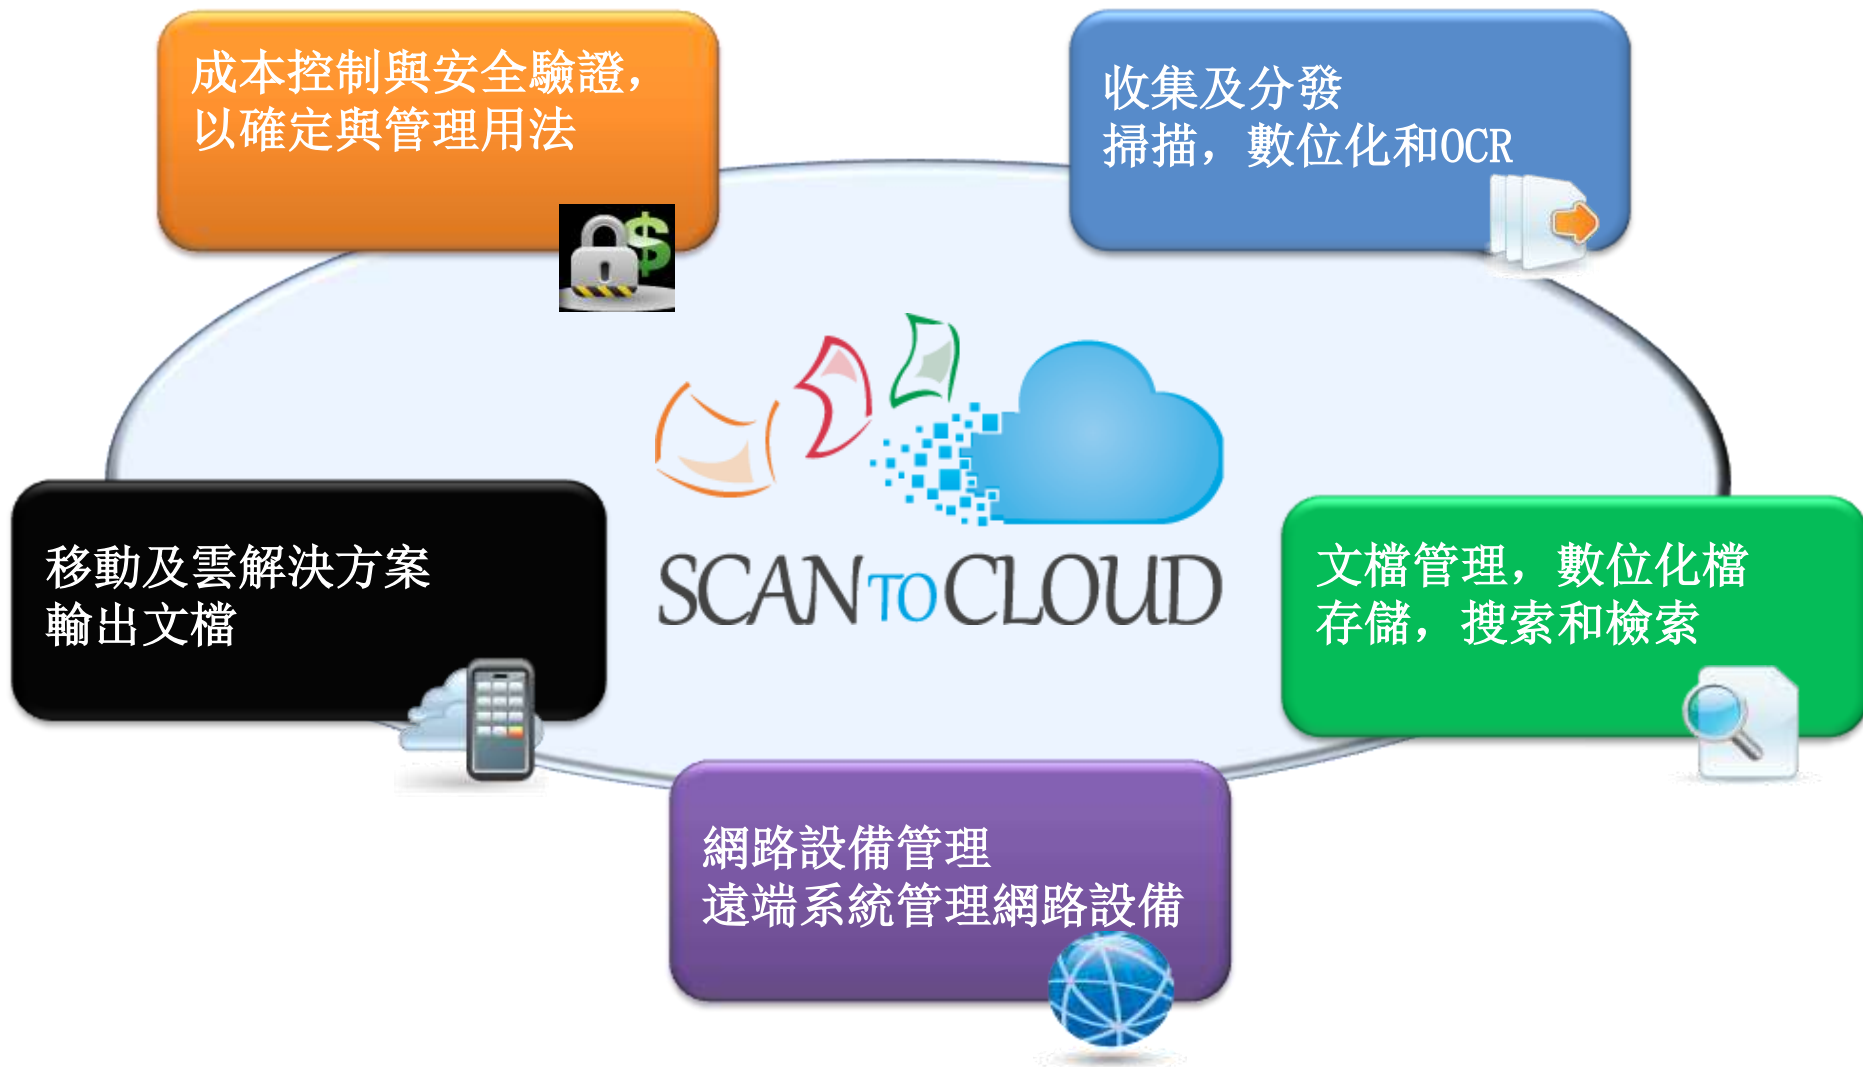 成本控制與安全驗證，
以確定與管理用法
收集及分發
掃描，數位化和OCR
SCAN TO CLOUD
移動及雲解決方案
輸出文檔
文檔管理，數位化檔
存儲，搜索和檢索
網路設備管理
遠端系統管理網路設備